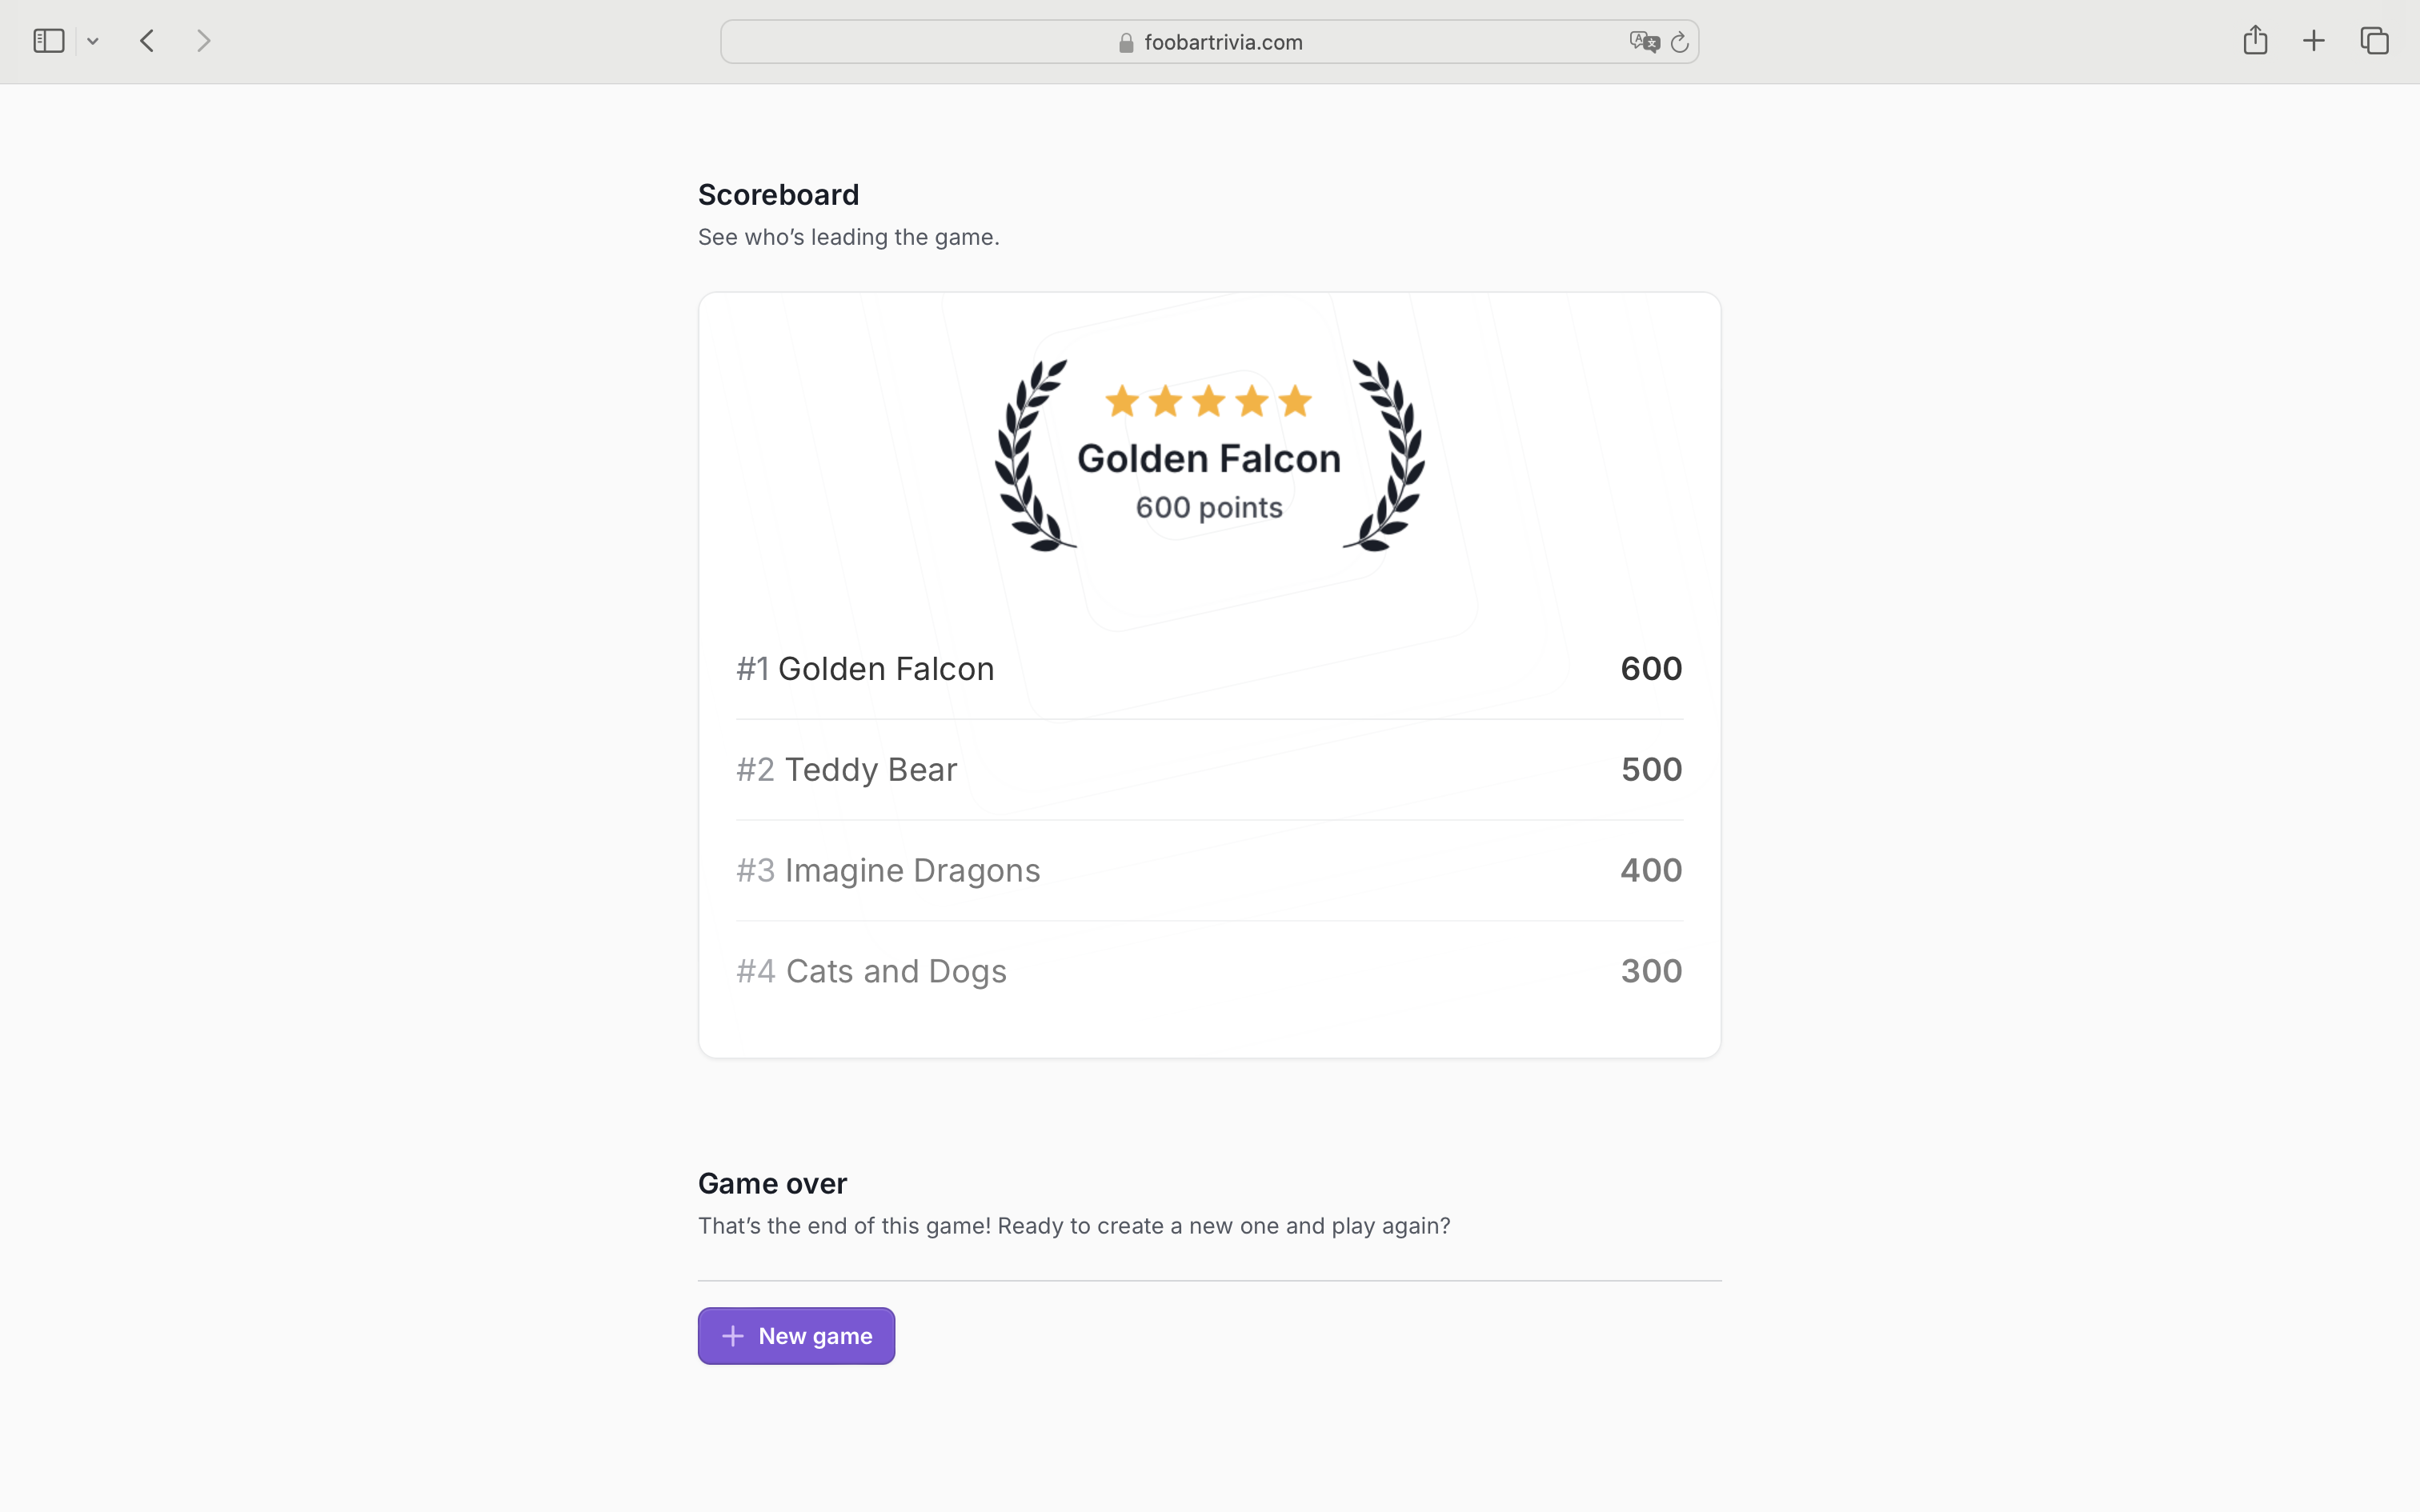 foobartrivia.com
Scoreboard
See who’s leading the game.
Golden Falcon
600 points
#1 Golden Falcon 600
#2 Teddy Bear 500
#3 Imagine Dragons 400
#4 Cats and Dogs 300
Game over
That’s the end of this game! Ready to create a new one and play again?
New game